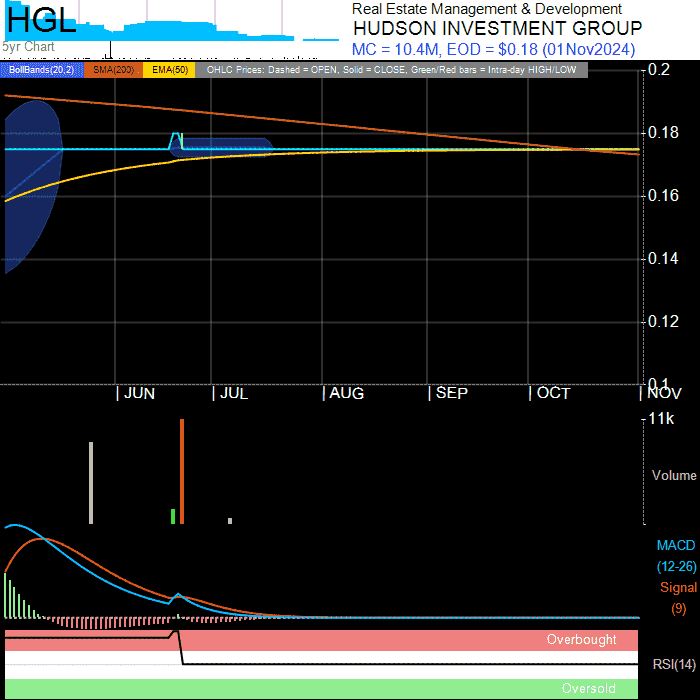 HGL
5yr Chart
Real Estate Management & Development
HUDSON INVESTMENT GROUP
MC = 10.4M, EOD = $0.18 (01Nov2024)
BollBands(20,2) SMA(200) EMA(50) OHLC Prices: Dashed = OPEN, Solid = CLOSE, Green/Red bars = Intra-day HIGH/LOW
0.2
0.18
0.16
0.14
0.12
0.1
JUN JUL AUG SEP OCT NOV
11k
Volume
MACD
(12-26)
Signal
(9)
Overbought
RSI(14)
Oversold